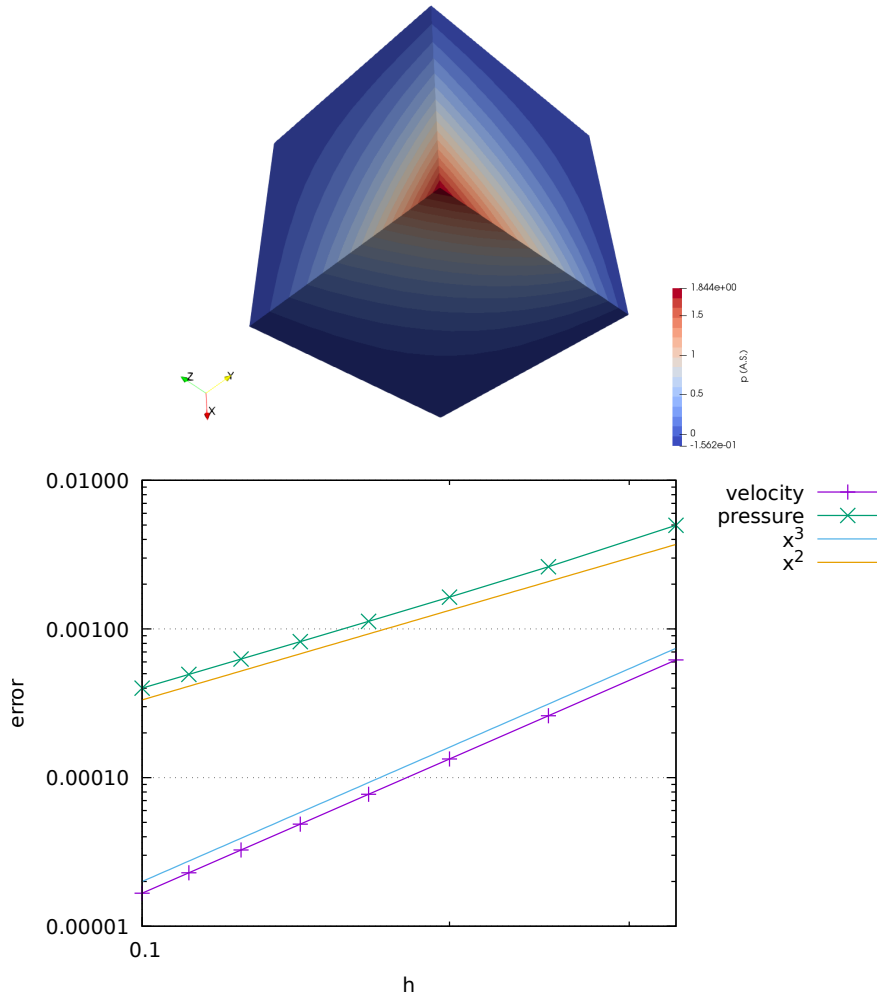 1.844e+00
1.5
1
0.5
0
-1.562e-01
p (A.S.)
Z
Y
X
0.01000
0.00100
0.00010
0.00001
error
0.1
h
velocity
pressure
x³
x²